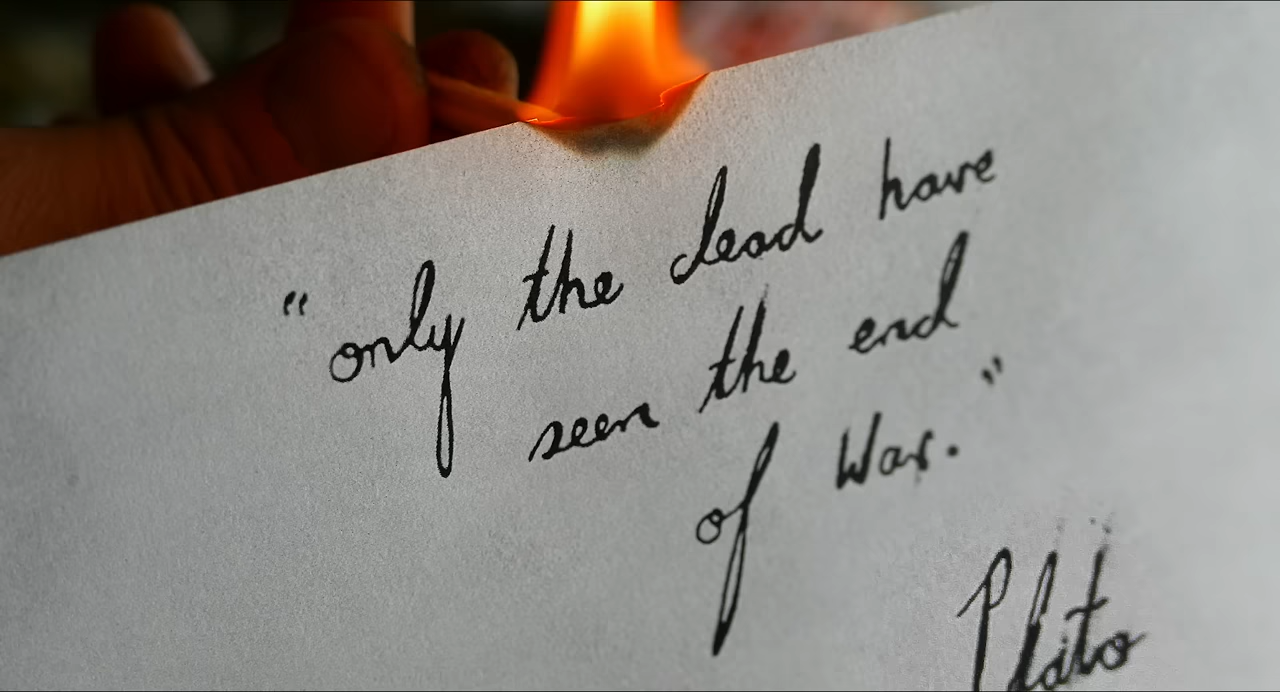 "only the dead have
seen the end
of War."
Plato